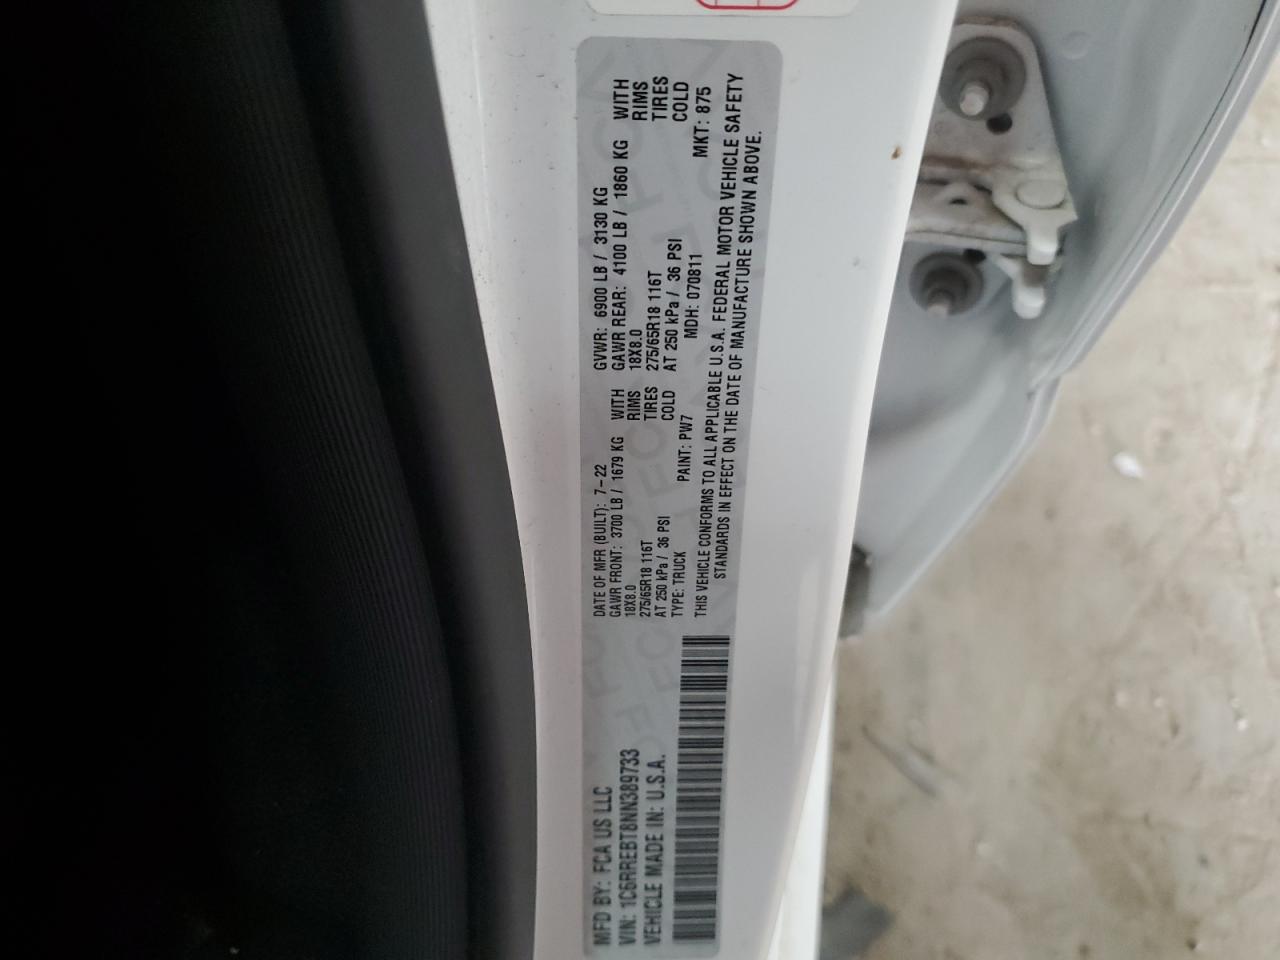 MFD BY: FCA US LLC
VIN: 1C6RREBT8NN389733
VEHICLE MADE IN: U.S.A.
DATE OF MFR (BUILT): 7-22
GAWR FRONT: 3700 LB / 1679 KG WITH
18X8.0 RIMS
275/65R18 116T TIRES
AT 250 kPa / 36 PSI COLD
TYPE: TRUCK
GVWR: 6900 LB / 3130 KG
GAWR REAR: 4100 LB / 1860 KG WITH
18X8.0 RIMS
275/65R18 116T TIRES
AT 250 kPa / 36 PSI COLD
PAINT: PW7 MDH: 070811 MKT: 875
THIS VEHICLE CONFORMS TO ALL APPLICABLE U.S.A. FEDERAL MOTOR VEHICLE SAFETY
STANDARDS IN EFFECT ON THE DATE OF MANUFACTURE SHOWN ABOVE.